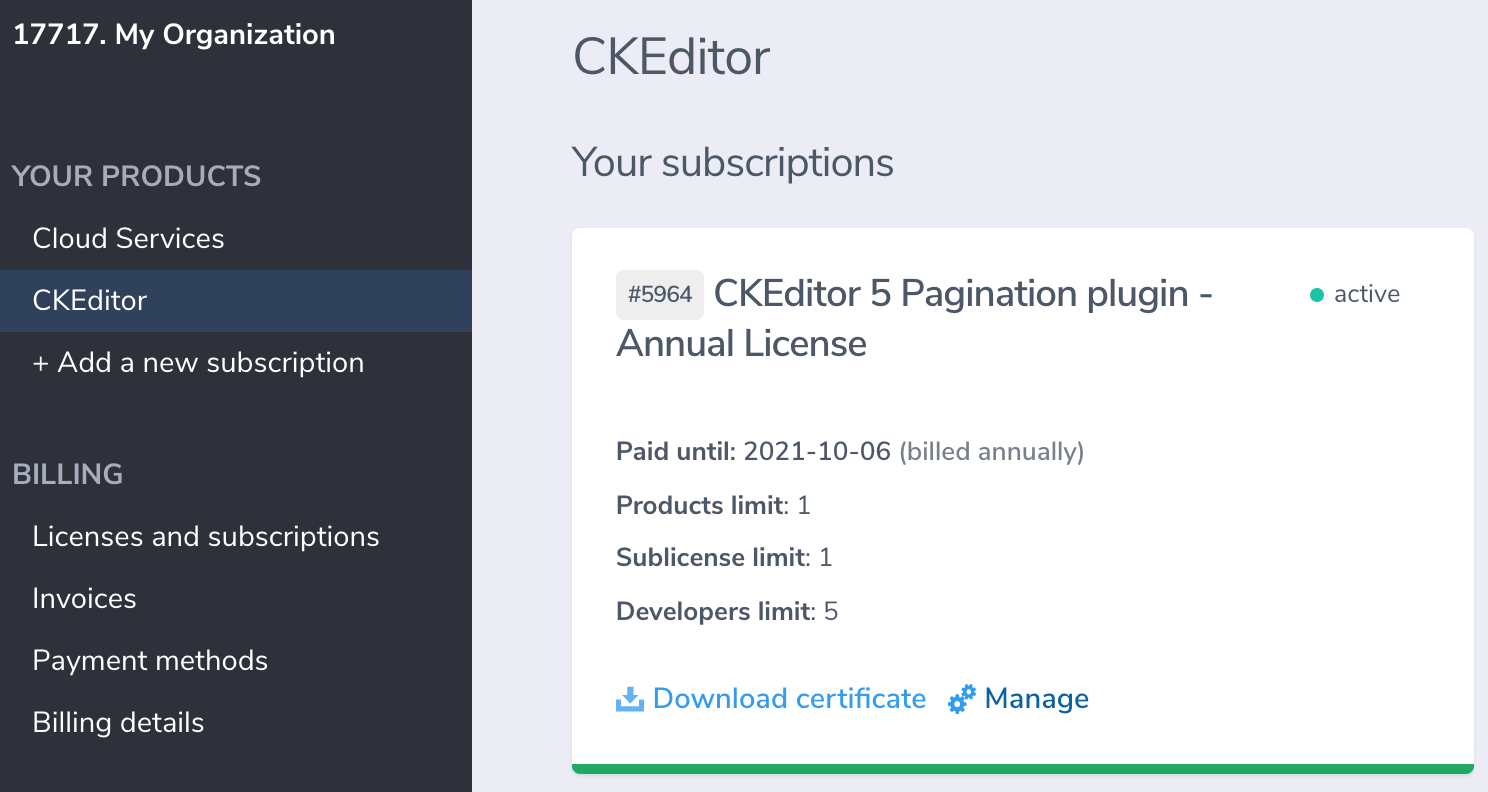 17717. My Organization
YOUR PRODUCTS
Cloud Services
CKEditor
+ Add a new subscription
BILLING
Licenses and subscriptions
Invoices
Payment methods
Billing details
CKEditor
Your subscriptions
#5964 CKEditor 5 Pagination plugin -
Annual License
active
Paid until: 2021-10-06 (billed annually)
Products limit: 1
Sublicense limit: 1
Developers limit: 5
Download certificate Manage